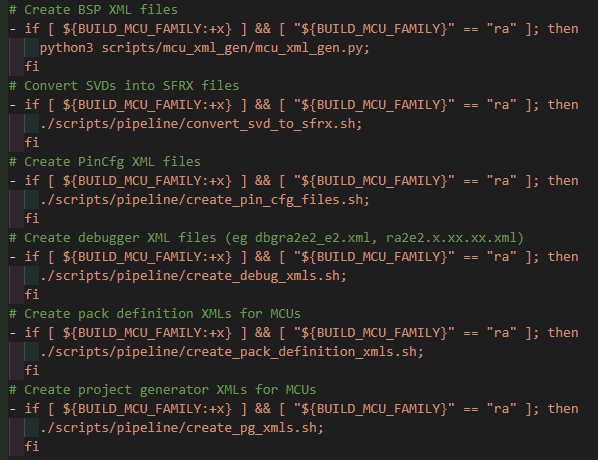 # Create BSP XML files
- if [ ${BUILD_MCU_FAMILY:+x} ] && [ "${BUILD_MCU_FAMILY}" == "ra" ]; then
python3 scripts/mcu_xml_gen/mcu_xml_gen.py;
fi
# Convert SVDs into SFRX files
- if [ ${BUILD_MCU_FAMILY:+x} ] && [ "${BUILD_MCU_FAMILY}" == "ra" ]; then
./scripts/pipeline/convert_svd_to_sfrx.sh;
fi
# Create PinCfg XML files
- if [ ${BUILD_MCU_FAMILY:+x} ] && [ "${BUILD_MCU_FAMILY}" == "ra" ]; then
./scripts/pipeline/create_pin_cfg_files.sh;
fi
# Create debugger XML files (eg dbgra2e2_e2.xml, ra2e2.x.xx.xx.xml)
- if [ ${BUILD_MCU_FAMILY:+x} ] && [ "${BUILD_MCU_FAMILY}" == "ra" ]; then
./scripts/pipeline/create_debug_xmls.sh;
fi
# Create pack definition XMLs for MCUs
- if [ ${BUILD_MCU_FAMILY:+x} ] && [ "${BUILD_MCU_FAMILY}" == "ra" ]; then
./scripts/pipeline/create_pack_definition_xmls.sh;
fi
# Create project generator XMLs for MCUs
- if [ ${BUILD_MCU_FAMILY:+x} ] && [ "${BUILD_MCU_FAMILY}" == "ra" ]; then
./scripts/pipeline/create_pg_xmls.sh;
fi